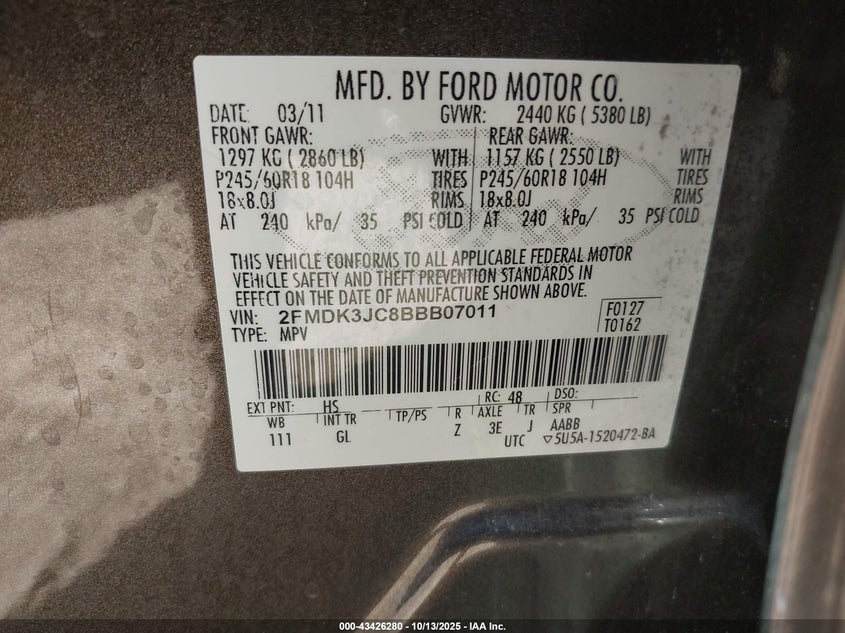 MFD. BY FORD MOTOR CO.
DATE: 03/11 GVWR: 2440 KG ( 5380 LB)
FRONT GAWR: REAR GAWR:
1297 KG ( 2860 LB) WITH 1157 KG ( 2550 LB) WITH
P245/60R18 104H TIRES P245/60R18 104H TIRES
18x8.0J RIMS 18x8.0J RIMS
AT 240 kPa/ 35 PSI COLD AT 240 kPa/ 35 PSI COLD
THIS VEHICLE CONFORMS TO ALL APPLICABLE FEDERAL MOTOR
VEHICLE SAFETY AND THEFT PREVENTION STANDARDS IN
EFFECT ON THE DATE OF MANUFACTURE SHOWN ABOVE.
VIN: 2FMDK3JC8BBB07011 F0127
TYPE: MPV T0162
EXT PNT: HS RC: 48 DSO:
WB INT TR TP/PS R AXLE TR SPR
111 GL Z 3E J AABB
UTC ▽5U5A-1520472-BA
000-43426280 - 10/13/2025 - IAA Inc.